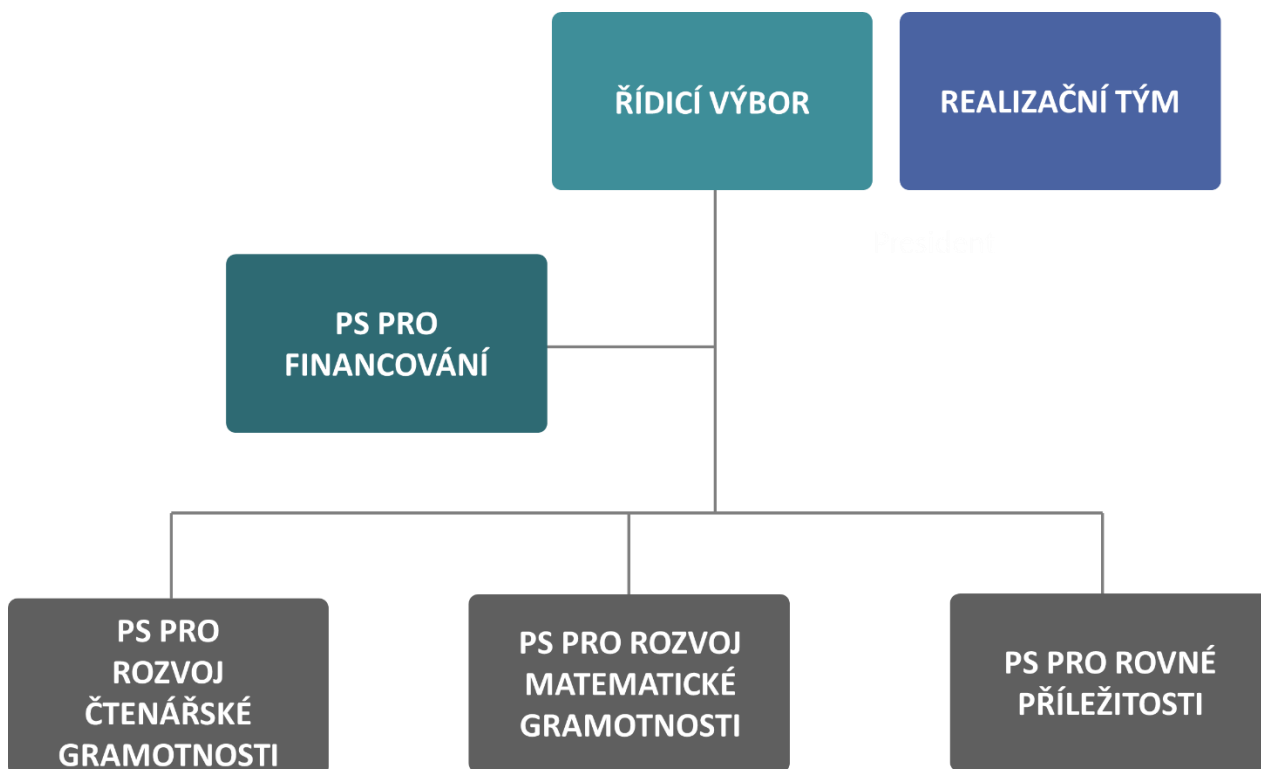 ŘÍDICÍ VÝBOR
REALIZAČNÍ TÝM
PS PRO
FINANCOVÁNÍ
PS PRO
ROZVOJ
ČTENÁŘSKÉ
GRAMOTNOSTI
PS PRO ROZVOJ
MATEMATICKÉ
GRAMOTNOSTI
PS PRO ROVNÉ
PŘÍLEŽITOSTI